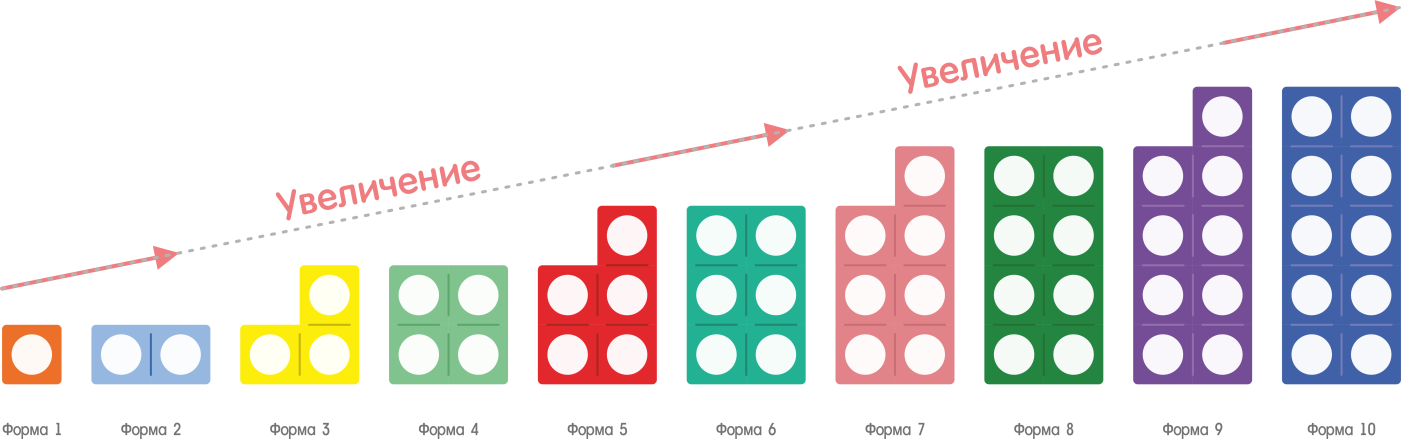 Увеличение
Увеличение
Форма 1
Форма 2
Форма 3
Форма 4
Форма 5
Форма 6
Форма 7
Форма 8
Форма 9
Форма 10